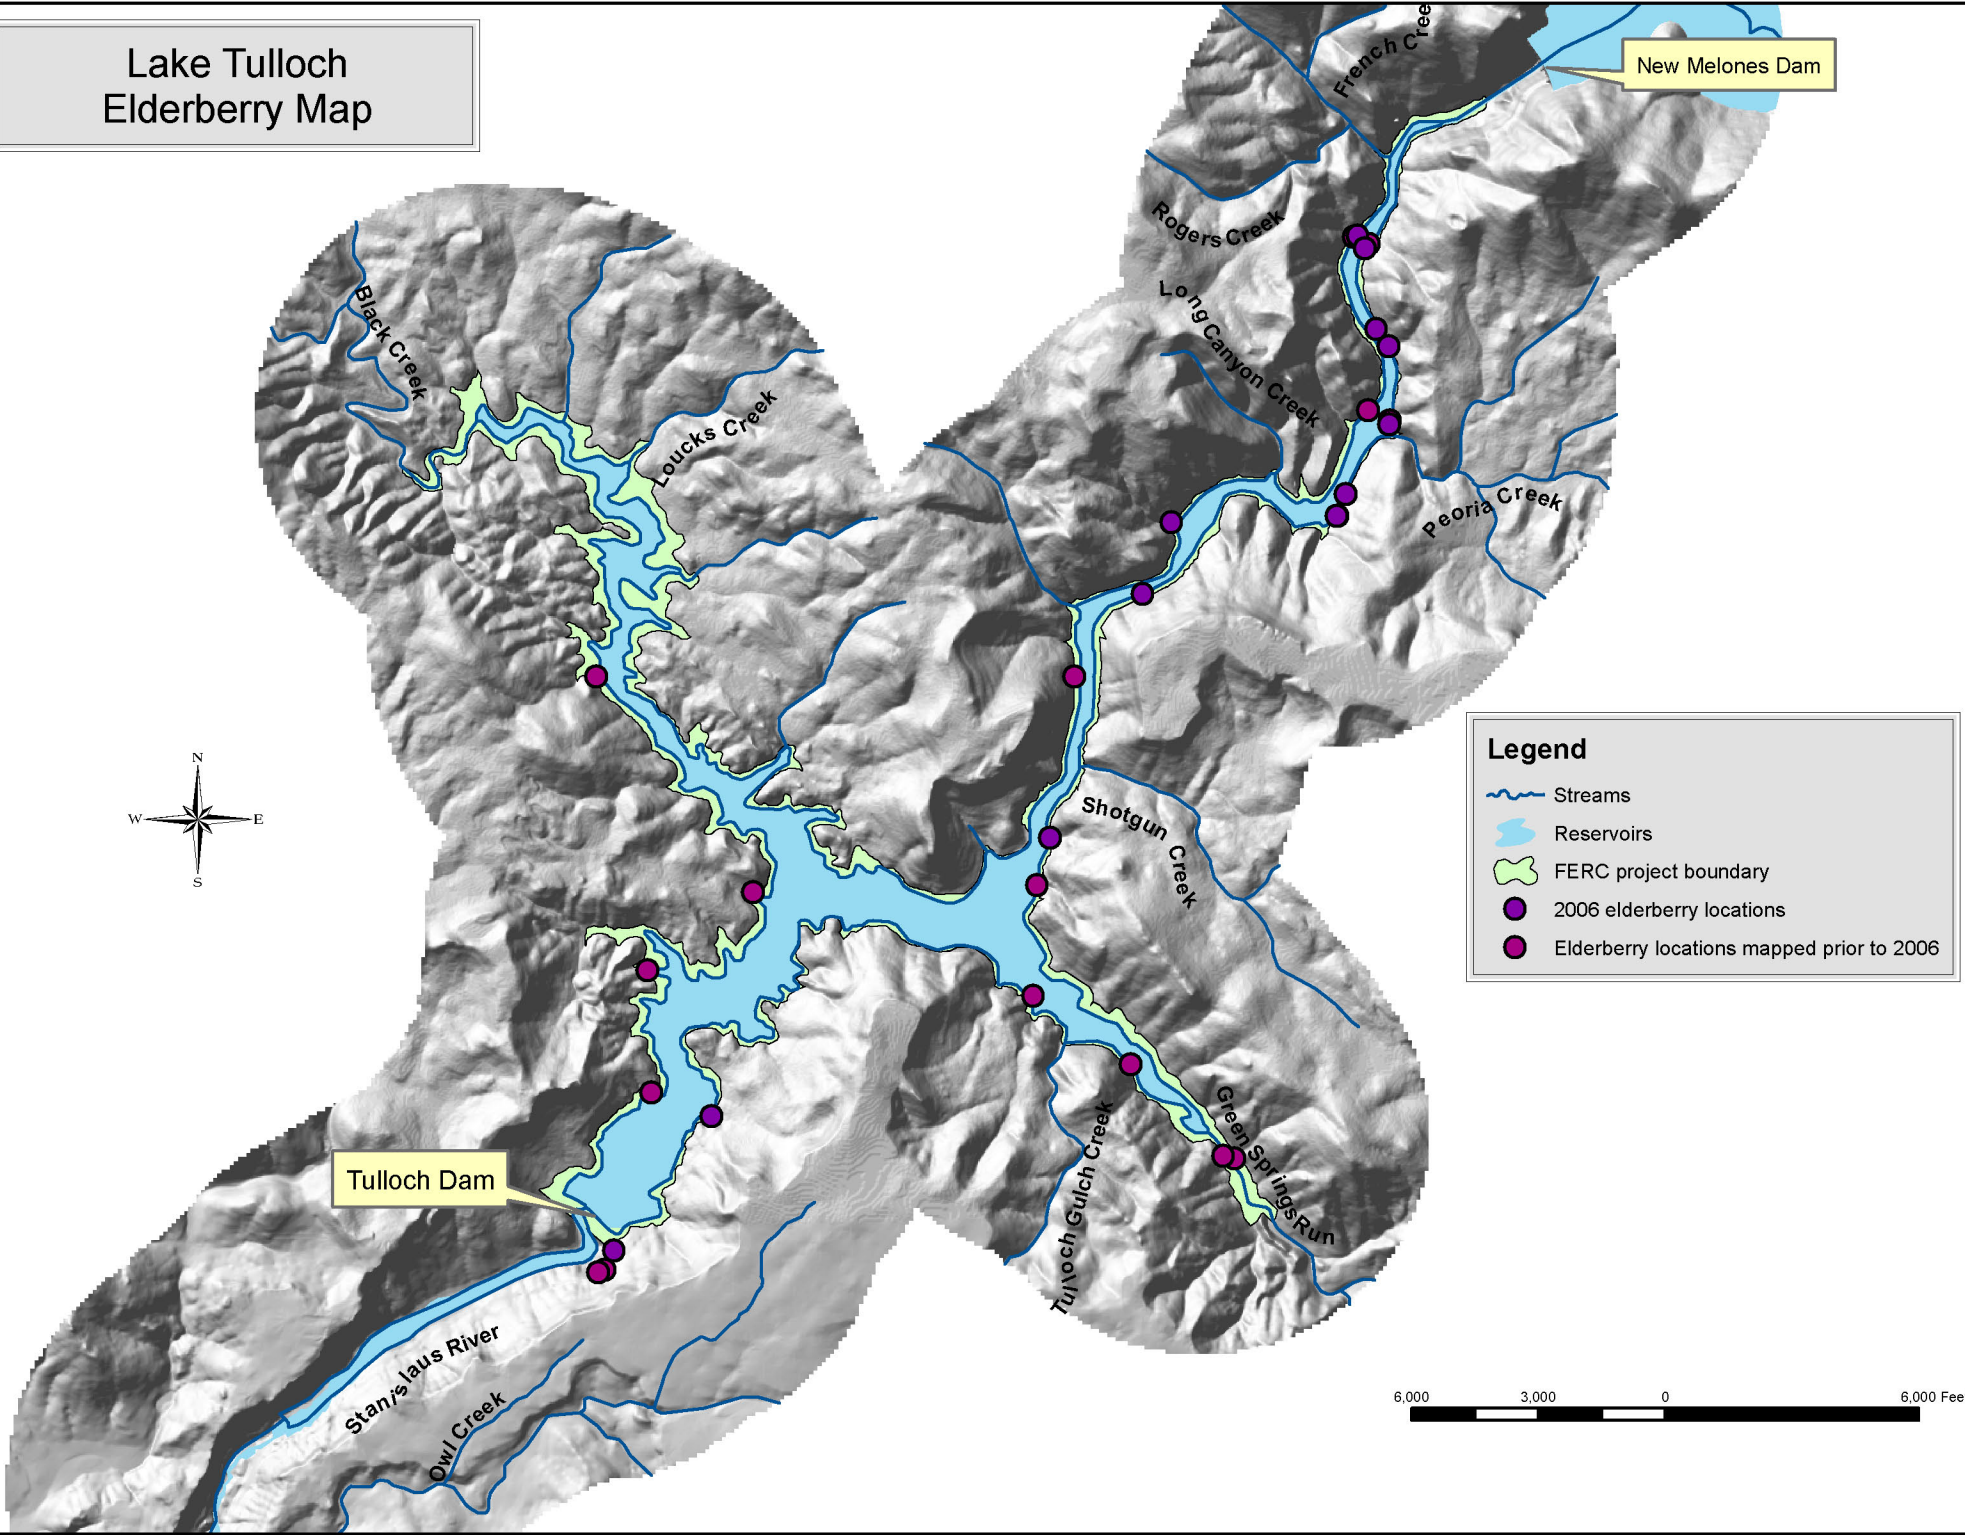 Lake Tulloch
Elderberry Map
French Cree
New Melones Dam
Rogers Creek
Long Canyon Creek
Black Creek
Loucks Creek
Peoria Creek
N
W
E
S
Shotgun Creek
Legend
Streams
Reservoirs
FERC project boundary
2006 elderberry locations
Elderberry locations mapped prior to 2006
Green Springs Run
Tulloch Gulch Creek
Tulloch Dam
Stanislaus River
Owl Creek
6,000 3,000 0 6,000 Fee